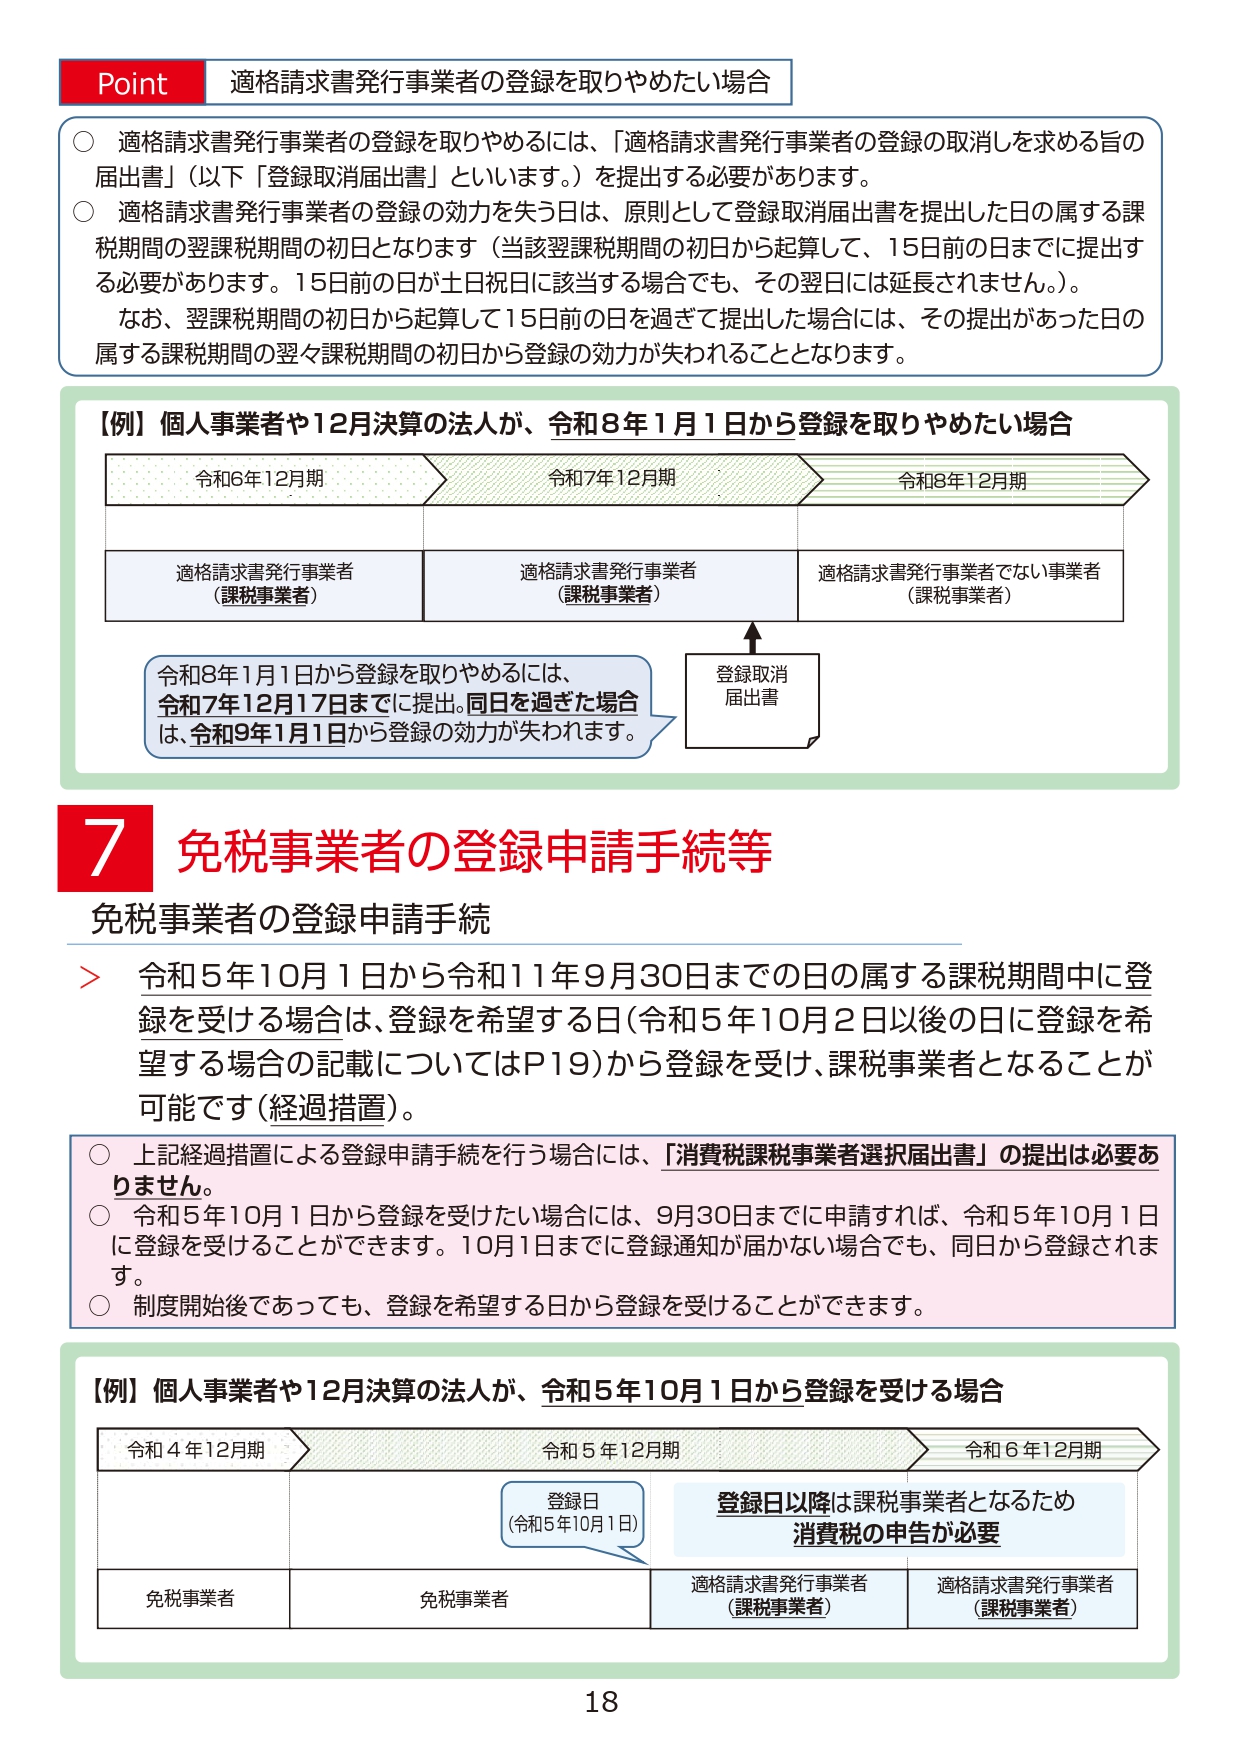 Point 適格請求書発行事業者の登録を取りやめたい場合
○ 適格請求書発行事業者の登録を取りやめるには、「適格請求書発行事業者の登録の取消しを求める旨の
届出書」（以下「登録取消届出書」といいます。）を提出する必要があります。
○ 適格請求書発行事業者の登録の効力を失う日は、原則として登録取消届出書を提出した日の属する課
税期間の翌課税期間の初日となります（当該翌課税期間の初日から起算して、15日前の日までに提出す
る必要があります。15日前の日が土日祝日に該当する場合でも、その翌日には延長されません。）。
なお、翌課税期間の初日から起算して15日前の日を過ぎて提出した場合には、その提出があった日の
属する課税期間の翌々課税期間の初日から登録の効力が失われることとなります。
【例】個人事業者や12月決算の法人が、令和８年１月１日から登録を取りやめたい場合
令和6年12月期 令和7年12月期 令和8年12月期
適格請求書発行事業者 適格請求書発行事業者 適格請求書発行事業者でない事業者
（課税事業者） （課税事業者） （課税事業者）
令和8年1月1日から登録を取りやめるには、
令和7年12月17日までに提出。同日を過ぎた場合
は、令和9年1月1日から登録の効力が失われます。
登録取消
届出書
7 免税事業者の登録申請手続等
免税事業者の登録申請手続
＞ 令和５年10月１日から令和11年９月30日までの日の属する課税期間中に登
録を受ける場合は、登録を希望する日（令和５年10月２日以後の日に登録を希
望する場合の記載についてはP19）から登録を受け、課税事業者となることが
可能です（経過措置）。
○ 上記経過措置による登録申請手続を行う場合には、「消費税課税事業者選択届出書」の提出は必要あ
りません。
○ 令和５年10月１日から登録を受けたい場合には、9月30日までに申請すれば、令和５年10月１日
に登録を受けることができます。10月1日までに登録通知が届かない場合でも、同日から登録されま
す。
○ 制度開始後であっても、登録を希望する日から登録を受けることができます。
【例】個人事業者や12月決算の法人が、令和５年10月１日から登録を受ける場合
令和４年12月期 令和５年12月期 令和６年12月期
登録日
（令和５年10月１日）
登録日以降は課税事業者となるため
消費税の申告が必要
免税事業者 免税事業者 適格請求書発行事業者 適格請求書発行事業者
（課税事業者） （課税事業者）
18